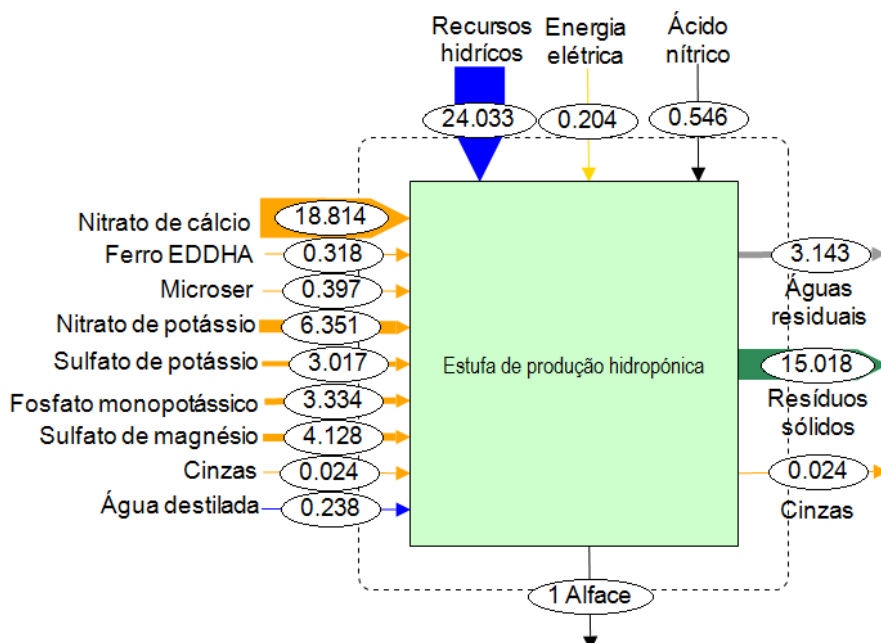 Recursos
hidrícos
Energia
elétrica
Ácido
nítrico
24.033
0.204
0.546
Nitrato de cálcio
18.814
Ferro EDDHA
0.318
Microser
0.397
Nitrato de potássio
6.351
Sulfato de potássio
3.017
Fosfato monopotássico
3.334
Sulfato de magnésio
4.128
Cinzas
0.024
Água destilada
0.238
Estufa de produção hidropónica
3.143
Águas
residuais
15.018
Resíduos
sólidos
0.024
Cinzas
1 Alface